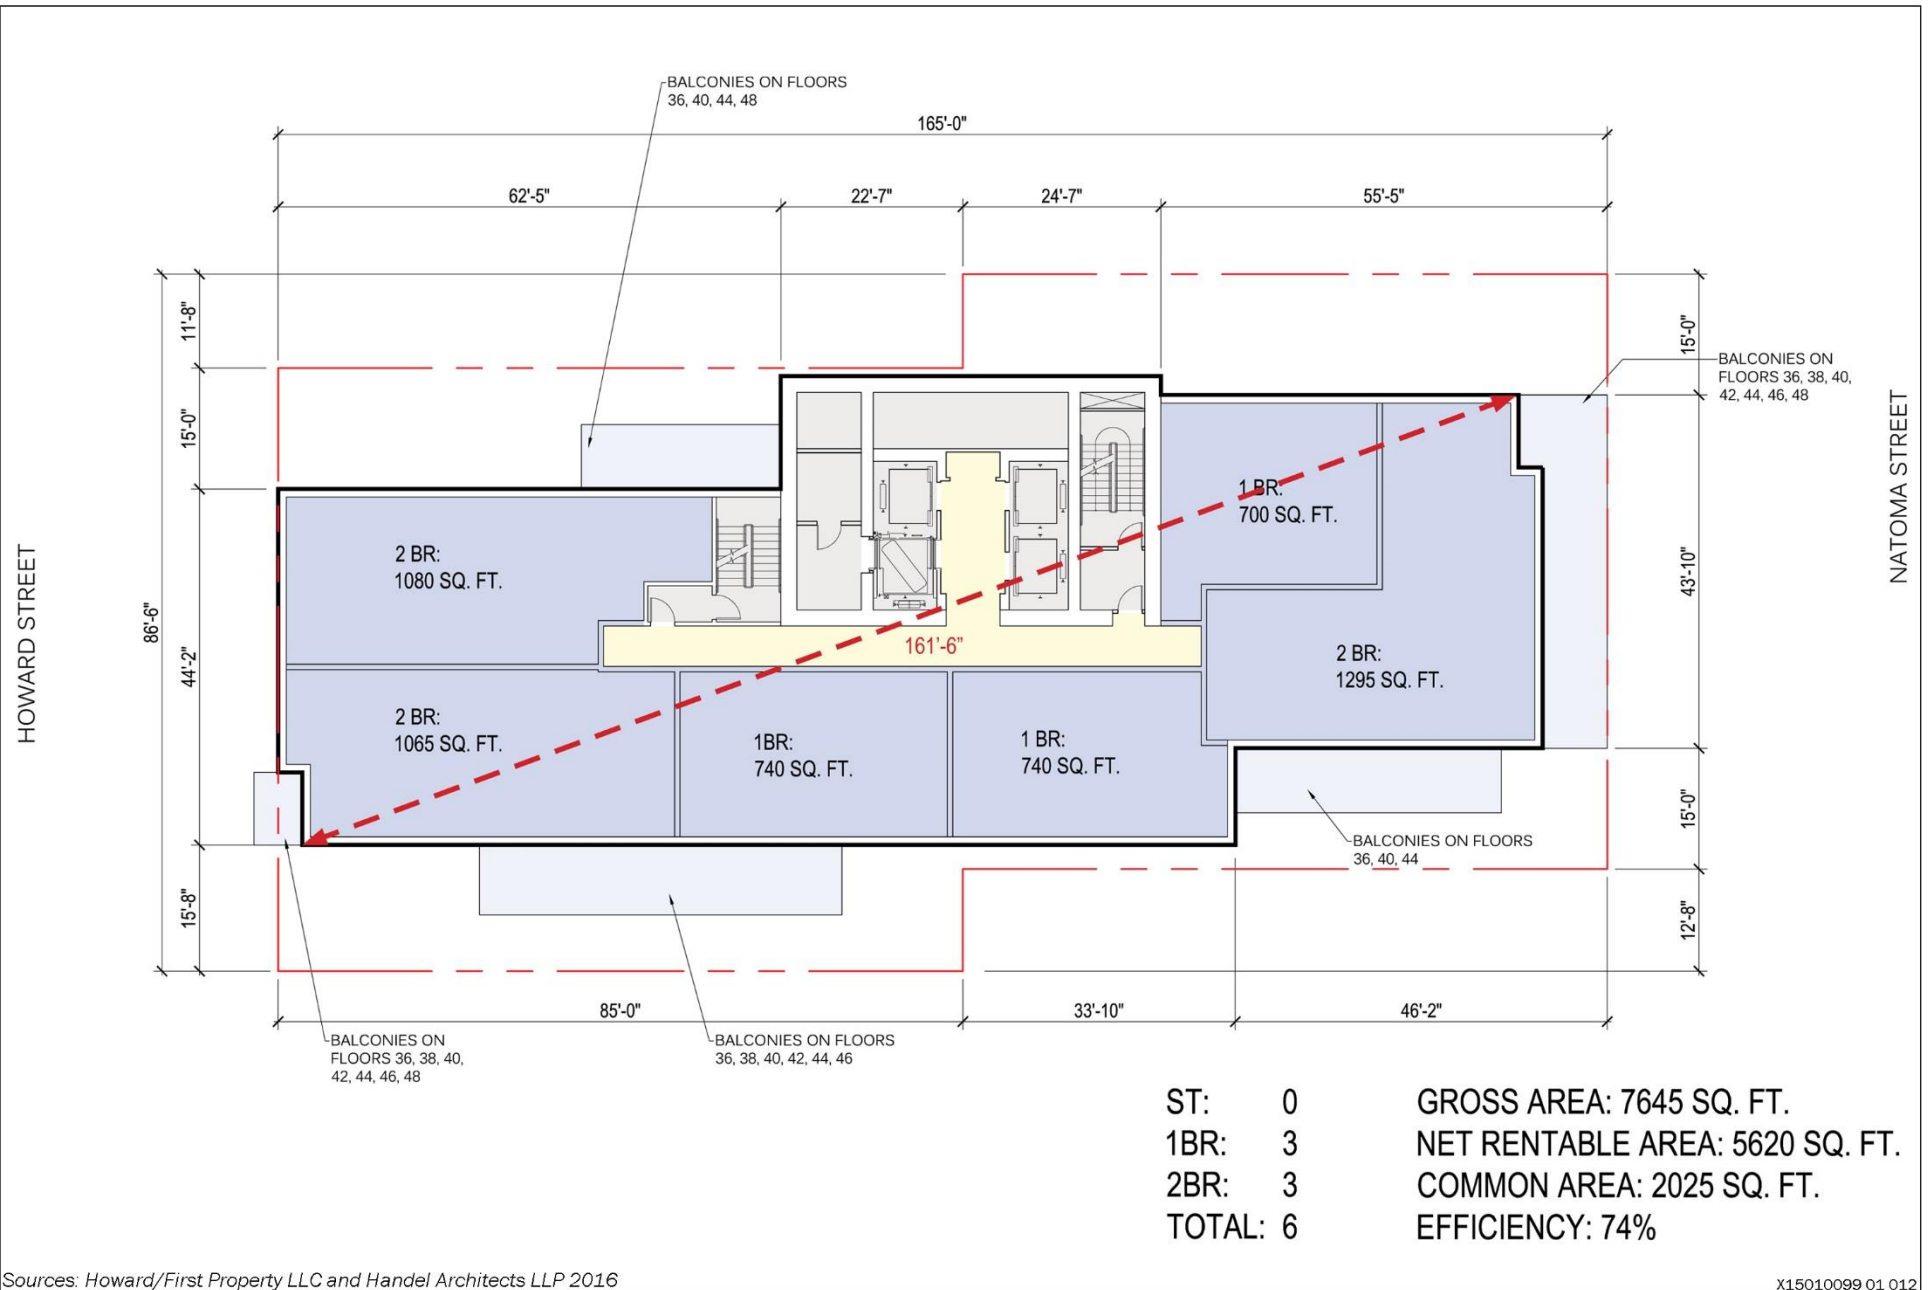 BALCONIES ON FLOORS
36, 40, 44, 48
165'-0"
62'-5"
22'-7"
24'-7"
55'-5"
11'-8"
15'-0"
15'-0"
BALCONIES ON
FLOORS 36, 38, 40,
42, 44, 46, 48
HOWARD STREET
NATOMA STREET
86'-6"
44'-2"
43'-10"
2 BR:
1080 SQ. FT.
1 BR:
700 SQ. FT.
161'-6"
2 BR:
1295 SQ. FT.
2 BR:
1065 SQ. FT.
1BR:
740 SQ. FT.
1 BR:
740 SQ. FT.
15'-8"
15'-0"
12'-8"
BALCONIES ON FLOORS
36, 40, 44
85'-0"
33'-10"
46'-2"
BALCONIES ON
FLOORS 36, 38, 40,
42, 44, 46, 48
BALCONIES ON FLOORS
36, 38, 40, 42, 44, 46
ST: 0
1BR: 3
2BR: 3
TOTAL: 6
GROSS AREA: 7645 SQ. FT.
NET RENTABLE AREA: 5620 SQ. FT.
COMMON AREA: 2025 SQ. FT.
EFFICIENCY: 74%
Sources: Howard/First Property LLC and Handel Architects LLP 2016
X15010099 01 012